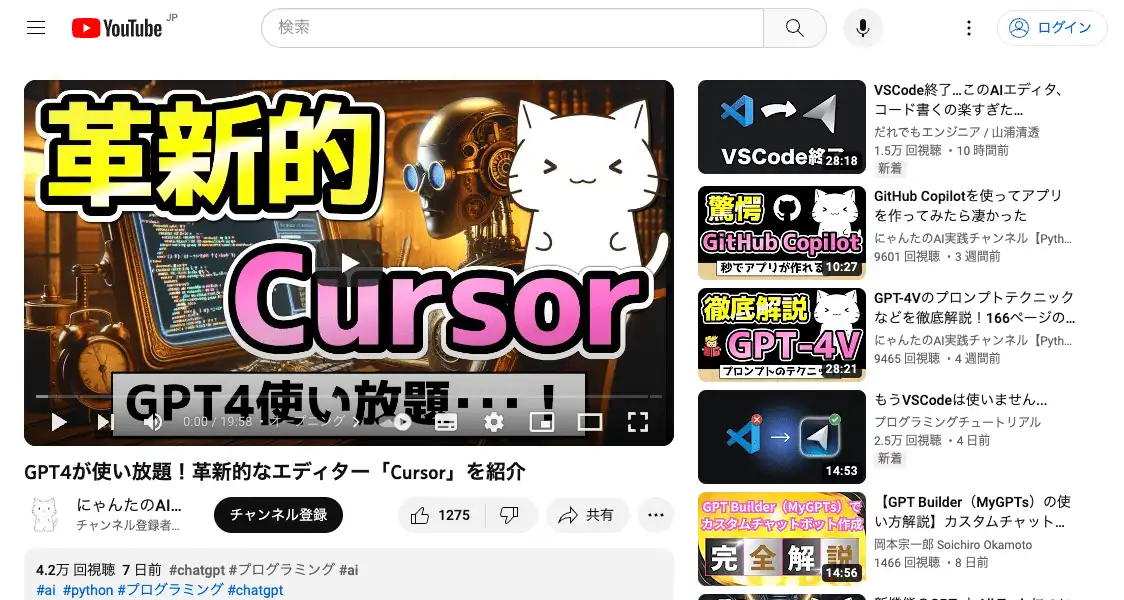 YouTube JP
検索
ログイン
革新的
Cursor
GPT4使い放題･･･！
0:00 / 19:58 ・オープニング
GPT4が使い放題！革新的なエディター「Cursor」を紹介
にゃんたのAI...
チャンネル登録者...
チャンネル登録
1275
共有
4.2万 回視聴 7 日前 #chatgpt #プログラミング #ai
#ai #python #プログラミング #chatgpt
VSCode終了
28:18
VSCode終了…このAIエディタ、
コード書くの楽すぎた…
だれでもエンジニア / 山浦清透
1.5万 回視聴 ・10 時間前
新着
驚愕
GitHub Copilot
秒でアプリが作れる
10:27
GitHub Copilotを使ってアプリ
を作ってみたら凄かった
にゃんたのAI実践チャンネル【Pyth...
9601 回視聴 ・3 週間前
徹底解説
GPT-4V
プロンプトのテクニッ
28:21
GPT-4Vのプロンプトテクニック
などを徹底解説！166ページの...
にゃんたのAI実践チャンネル【Pyth...
9465 回視聴 ・4 週間前
14:53
もうVSCodeは使いません...
プログラミングチュートリアル
2.5万 回視聴 ・4 日前
新着
GPT Builder（MyGPTs）で
カスタムチャットボット作成
完全解説
14:56
【GPT Builder（MyGPTs）の使
い方解説】カスタムチャット...
岡本宗一郎 Soichiro Okamoto
1466 回視聴 ・8 日前